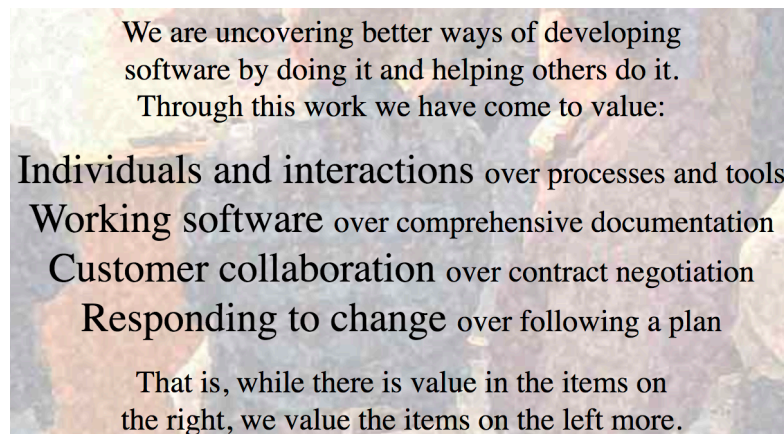 We are uncovering better ways of developing
software by doing it and helping others do it.
Through this work we have come to value:
Individuals and interactions over processes and tools
Working software over comprehensive documentation
Customer collaboration over contract negotiation
Responding to change over following a plan
That is, while there is value in the items on
the right, we value the items on the left more.